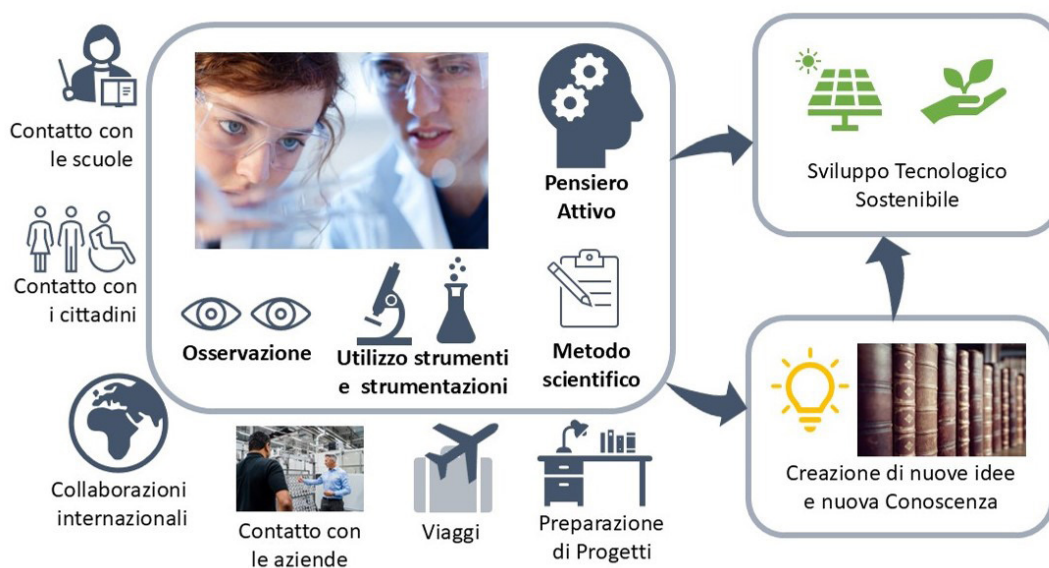 Contatto con
le scuole
Contatto con
i cittadini
Collaborazioni
internazionali
Pensiero
Attivo
Osservazione
Utilizzo strumenti
e strumentazioni
Metodo
scientifico
Contatto con
le aziende
Viaggi
Preparazione
di Progetti
Sviluppo Tecnologico
Sostenibile
Creazione di nuove idee
e nuova Conoscenza